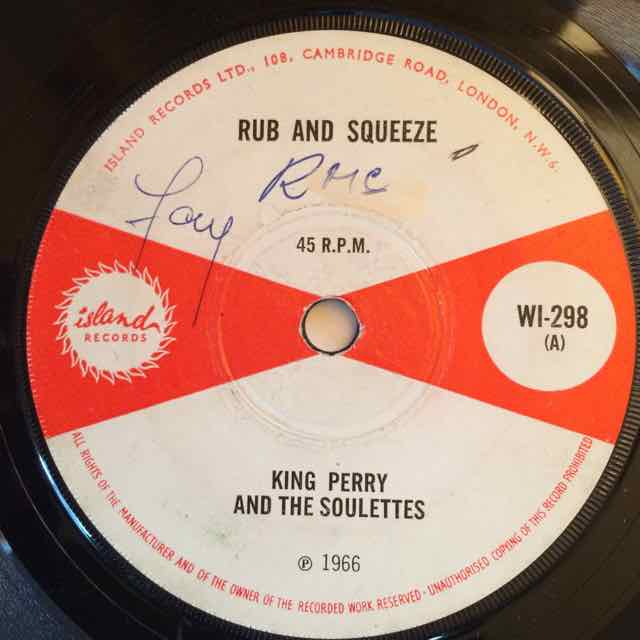 ISLAND RECORDS LTD., 108, CAMBRIDGE ROAD, LONDON, N.W.6.
RUB AND SQUEEZE
RMC
45 R.P.M.
island
RECORDS
WI-298
(A)
KING PERRY
AND THE SOULETTES
℗ 1966
ALL RIGHTS OF THE MANUFACTURER AND OF THE OWNER OF THE RECORDED WORK RESERVED - UNAUTHORISED COPYING OF THIS RECORD PROHIBITED